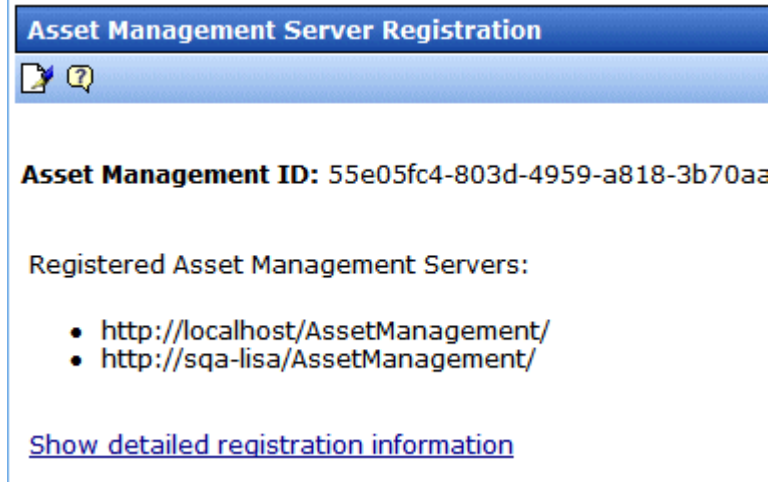 Asset Management Server Registration
Asset Management ID: 55e05fc4-803d-4959-a818-3b70aa
Registered Asset Management Servers:
• http://localhost/AssetManagement/
• http://sqa-lisa/AssetManagement/
Show detailed registration information